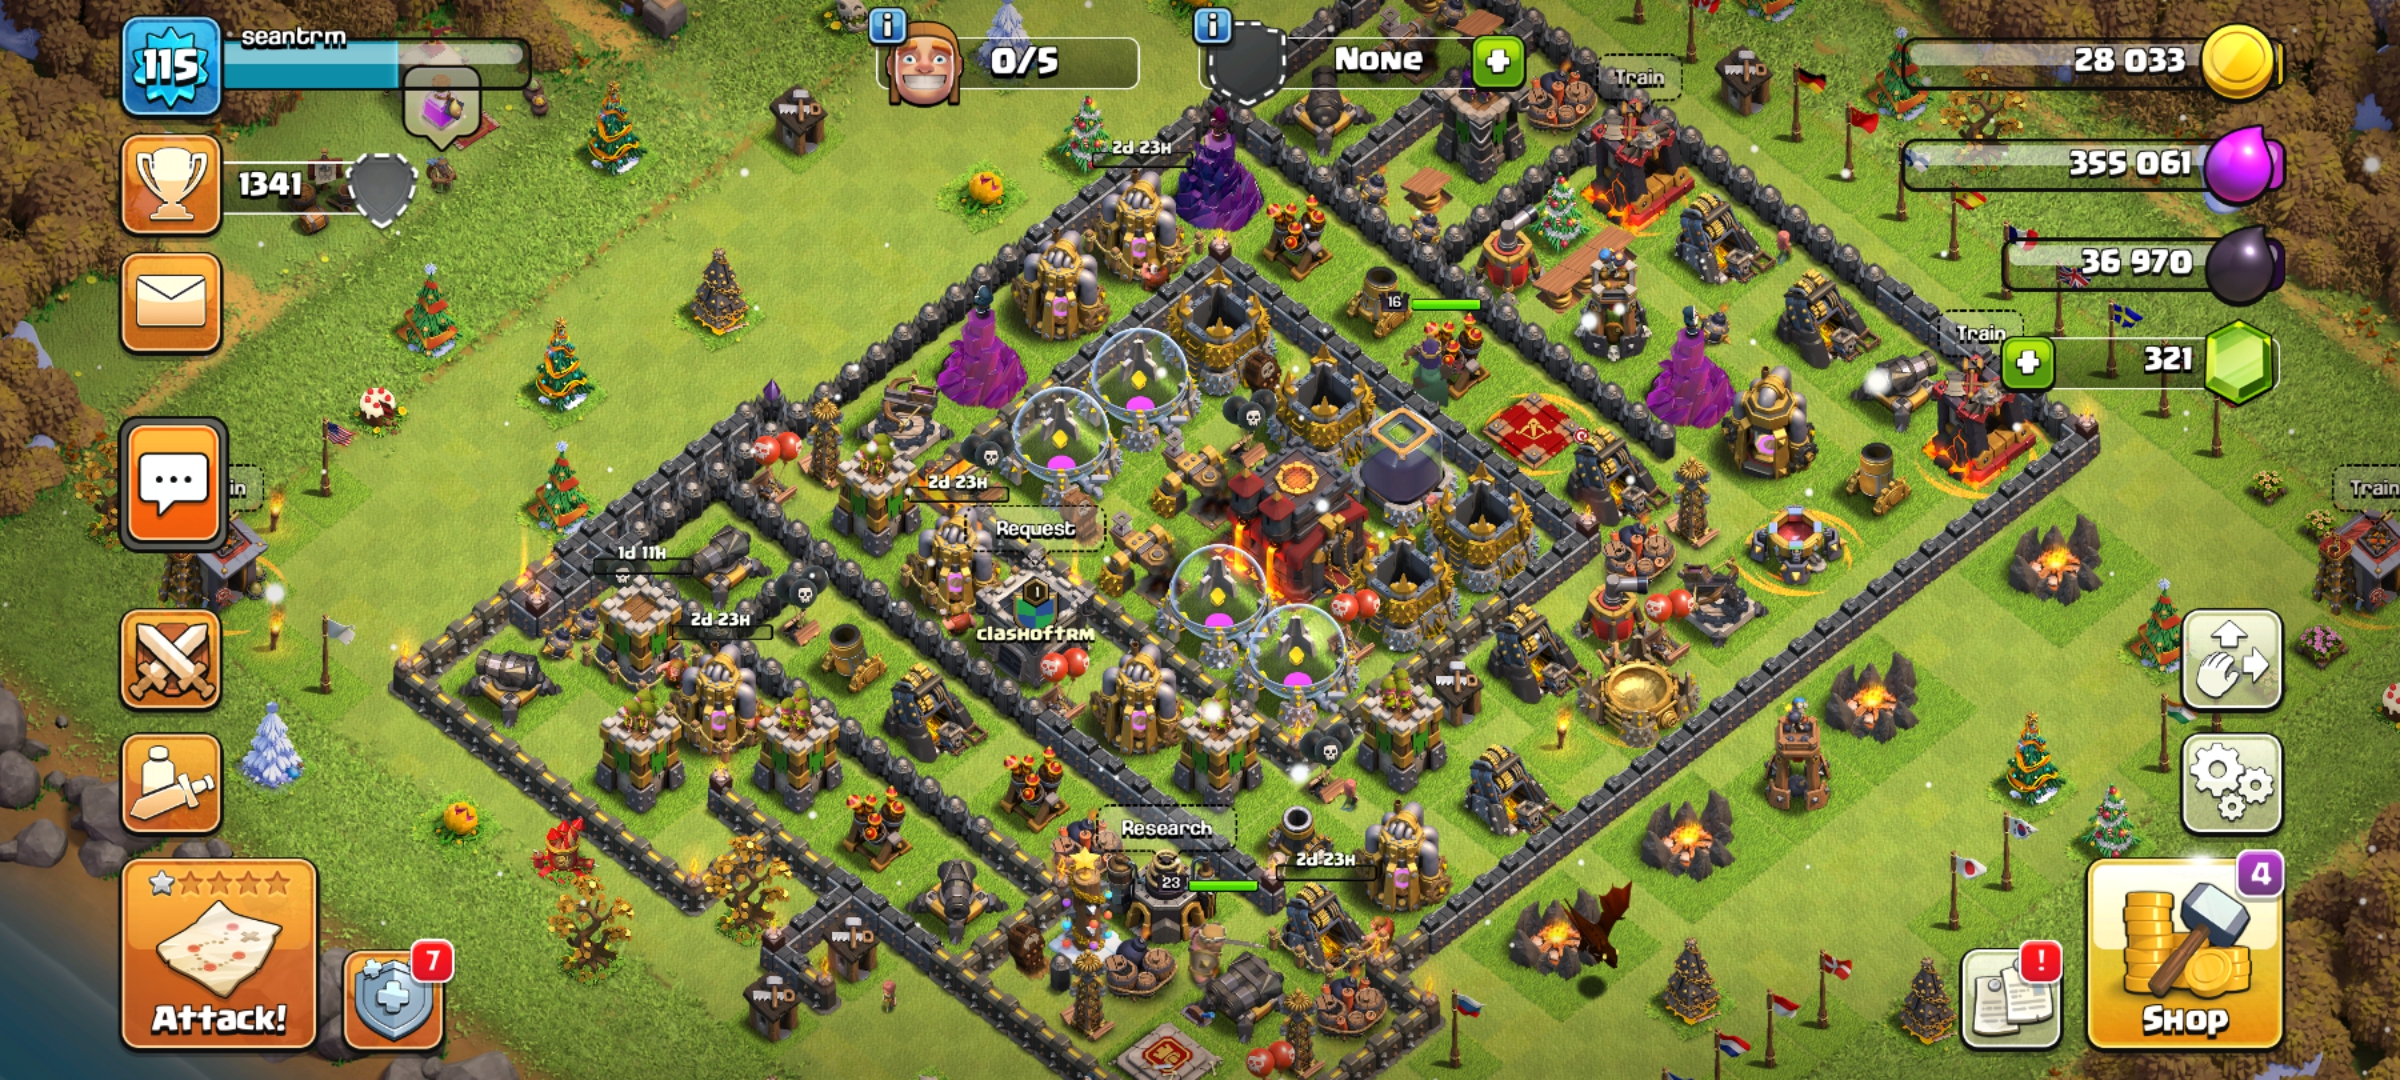 115
seantrm
0/5
None
28 033
Train
2d 23H
355 061
1341
36 970
16
Train
321
2d 23H
Train
Request
1d 11H
2d 23H
clashoftrm
Research
2d 23H
23
4
7
Attack!
!
Shop